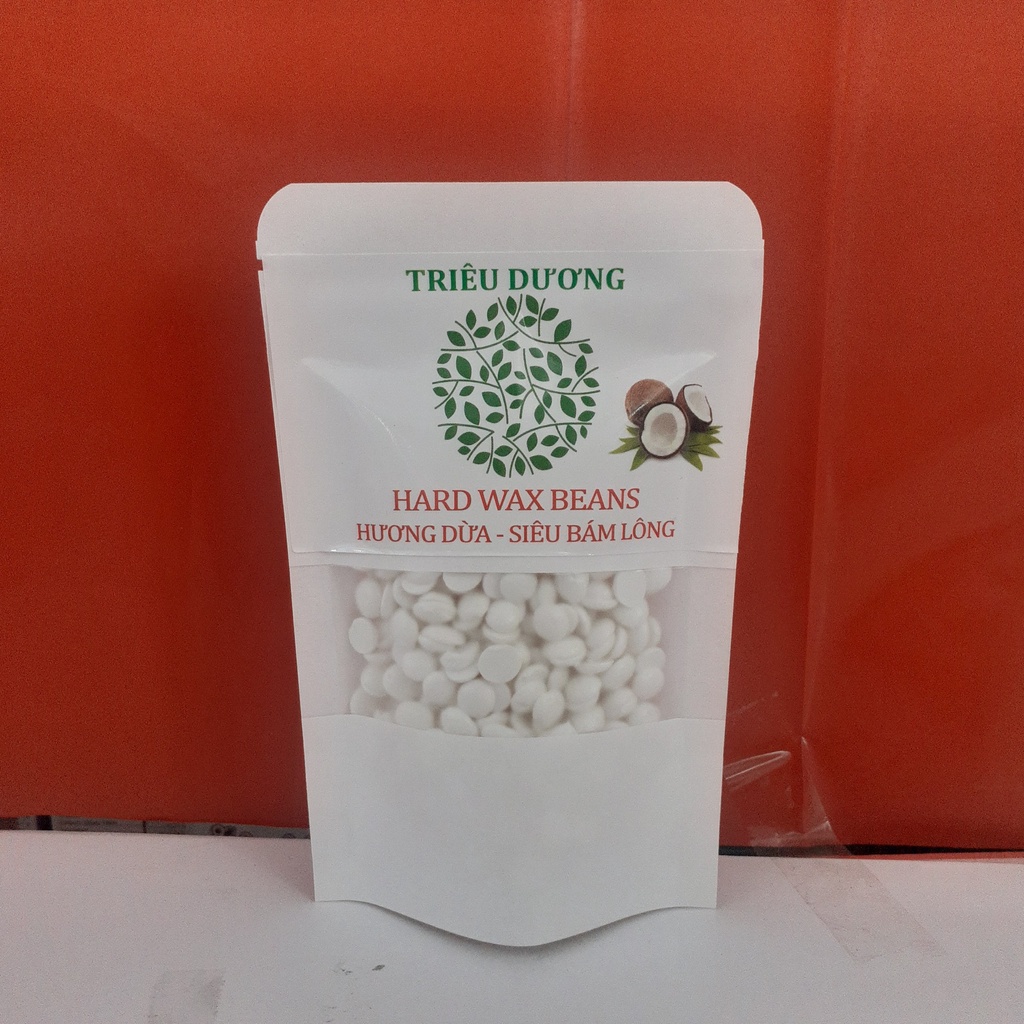 TRIÊU DƯƠNG
HARD WAX BEANS
HƯƠNG DỪA - SIÊU BÁM LÔNG